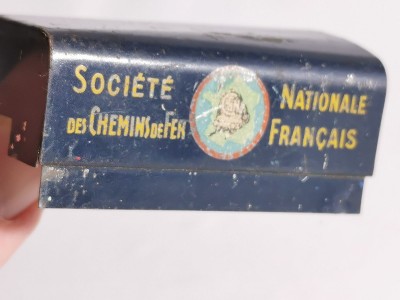 SOCIÉTÉ NATIONALE
DES CHEMINS DE FER FRANÇAIS